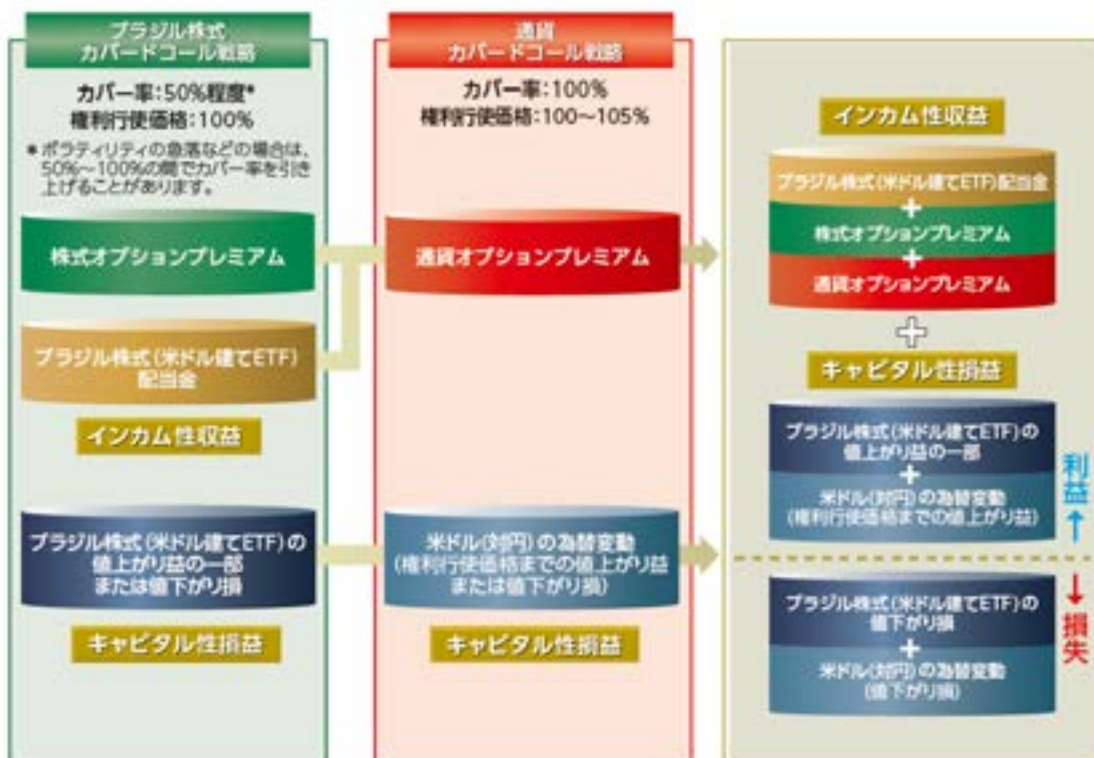 ブラジル株式
カバードコール戦略
カバー率:50%程度*
権利行使価格:100%
*ボラティリティの急落などの場合は、
50%~100%の間でカバー率を引き
上げることがあります。
株式オプションプレミアム
ブラジル株式(米ドル建てETF)
配当金
インカム性収益
ブラジル株式(米ドル建てETF)の
値上がり益の一部
または値下がり損
キャピタル性損益
通貨
カバードコール戦略
カバー率:100%
権利行使価格:100~105%
通貨オプションプレミアム
米ドル(対円)の為替変動
(権利行使価格までの値上がり益
または値下がり損)
キャピタル性損益
インカム性収益
ブラジル株式(米ドル建てETF)配当金
+
株式オプションプレミアム
+
通貨オプションプレミアム
+
キャピタル性損益
ブラジル株式(米ドル建てETF)の
値上がり益の一部
+
米ドル(対円)の為替変動
(権利行使価格までの値上がり益)
利益↑
↓損失
ブラジル株式(米ドル建てETF)の
値下がり損
+
米ドル(対円)の為替変動
(値下がり損)